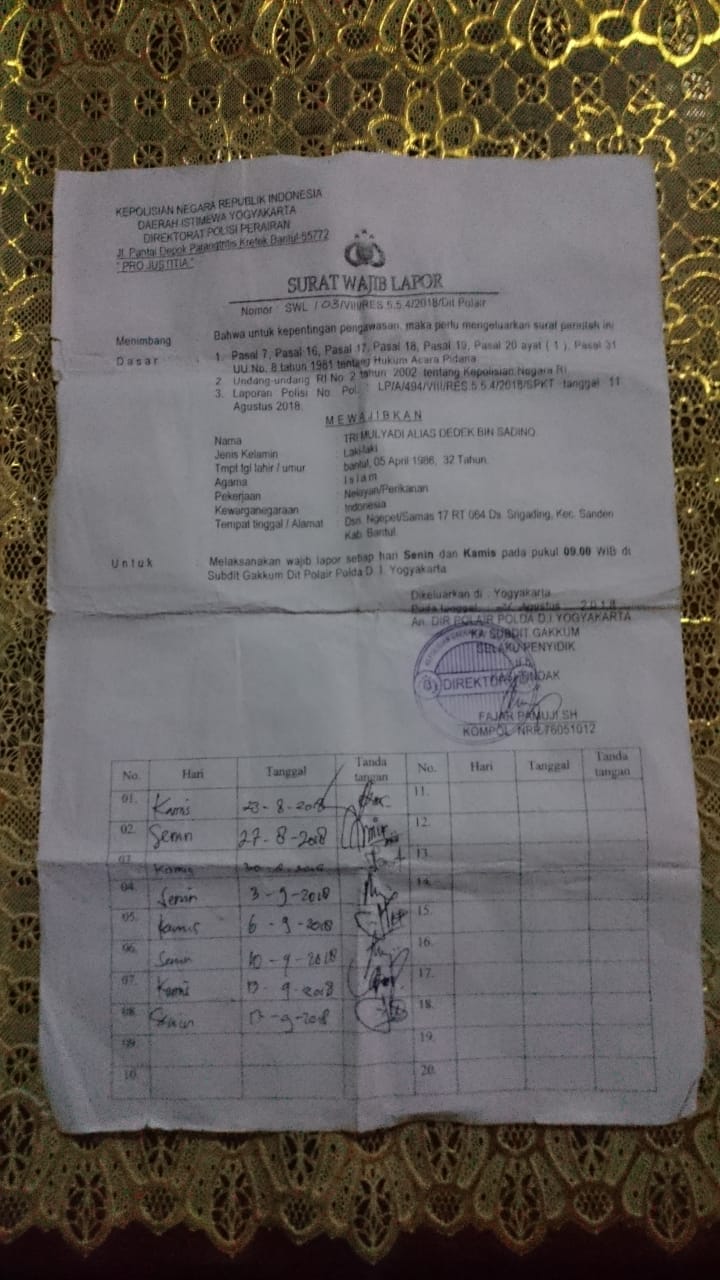 KEPOLISIAN NEGARA REPUBLIK INDONESIA
DAERAH ISTIMEWA YOGYAKARTA
DIREKTORAT POLISI PERAIRAN
Jl. Pantai Depok Parangtritis Kretek Bantul-55772
" PRO JUSTITIA "
SURAT WAJIB LAPOR
Nomor : SWL / 03/VIII/RES.5.5.4/2018/Dit Polair
Menimbang : Bahwa untuk kepentingan pengawasan, maka perlu mengeluarkan surat perintah ini
Dasar : 1. Pasal 7, Pasal 16, Pasal 17, Pasal 18, Pasal 19, Pasal 20 ayat ( 1 ), Pasal 31
UU No. 8 tahun 1981 tentang Hukum Acara Pidana.
2 Undang-undang RI No 2 tahun 2002 tentang Kepolisian Negara RI.
3. Laporan Polisi No. Pol. : LP/A/494/VIII/RES.5.5.4/2018/SPKT tanggal 11
Agustus 2018.
MEWAJIBKAN
Nama : TRI MULYADI ALIAS DEDEK BIN SADINO
Jenis Kelamin : Laki-laki
Tmpt tgl lahir / umur : bantul, 05 April 1986, 32 Tahun
Agama : Islam
Pekerjaan : Nelayan/Perikanan
Kewarganegaraan : Indonesia
Tempat tinggal / Alamat : Dsn. Ngepet/Samas 17 RT 064 Ds. Srigading, Kec. Sanden
Kab. Bantul.
Untuk : Melaksanakan wajib lapor setiap hari Senin dan Kamis pada pukul 09.00 WIB di
Subdit Gakkum Dit Polair Polda D. I. Yogyakarta
Dikeluarkan di : Yogyakarta
Pada tanggal Agustus 2018
An. DIR POLAIR POLDA D.I YOGYAKARTA
KA SUBDIT GAKKUM
SELAKU PENYIDIK
DIREKTORAT
FAJAR PAMUJI SH
KOMPOL NRP. 76051012
No. Hari Tanggal Tanda tangan No. Hari Tanggal Tanda tangan
01. Kamis 23-8-2018 11.
02. Senin 27-8-2018 12.
03. Kamis 13.
04. Senin 3-9-2018 14.
05. Kamis 6-9-2018 15.
06. Senin 10-9-2018 16.
07. Kamis 13-9-2018 17.
08. Senin 17-9-2018 18.
09. 19.
10. 20.